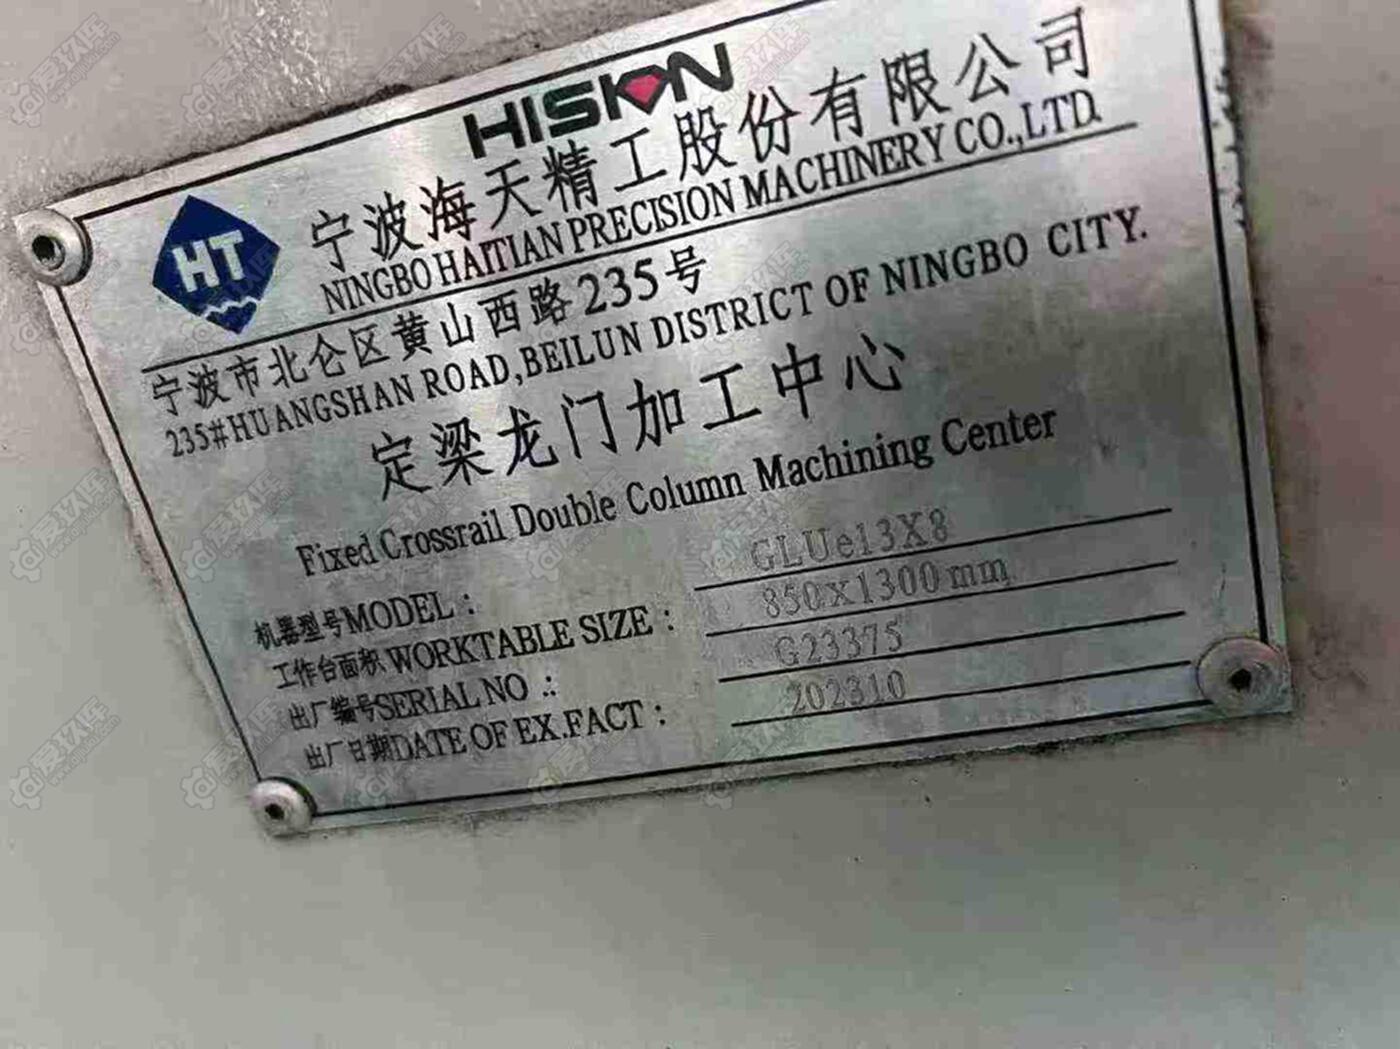 HISION
宁波海天精工股份有限公司
NINGBO HAITIAN PRECISION MACHINERY CO.,LTD.
HT
宁波市北仑区黄山西路235号
235#HUANGSHAN ROAD,BEILUN DISTRICT OF NINGBO CITY.
定梁龙门加工中心
Fixed Crossrail Double Column Machining Center
机器型号MODEL: GLUe13X8
工作台面积WORKTABLE SIZE: 850x1300mm
出厂编号SERIAL NO.: G23375
出厂日期DATE OF EX.FACT: 202310